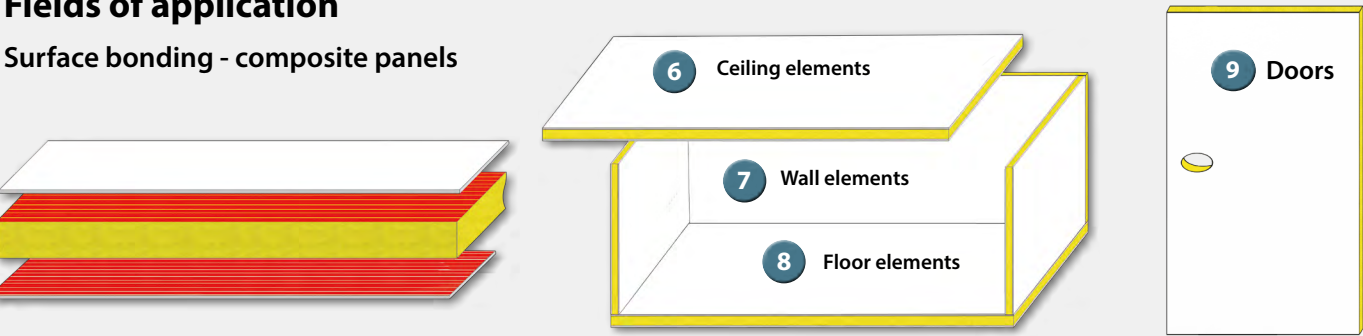 Fields of application
Surface bonding - composite panels
6 Ceiling elements
7 Wall elements
8 Floor elements
9 Doors